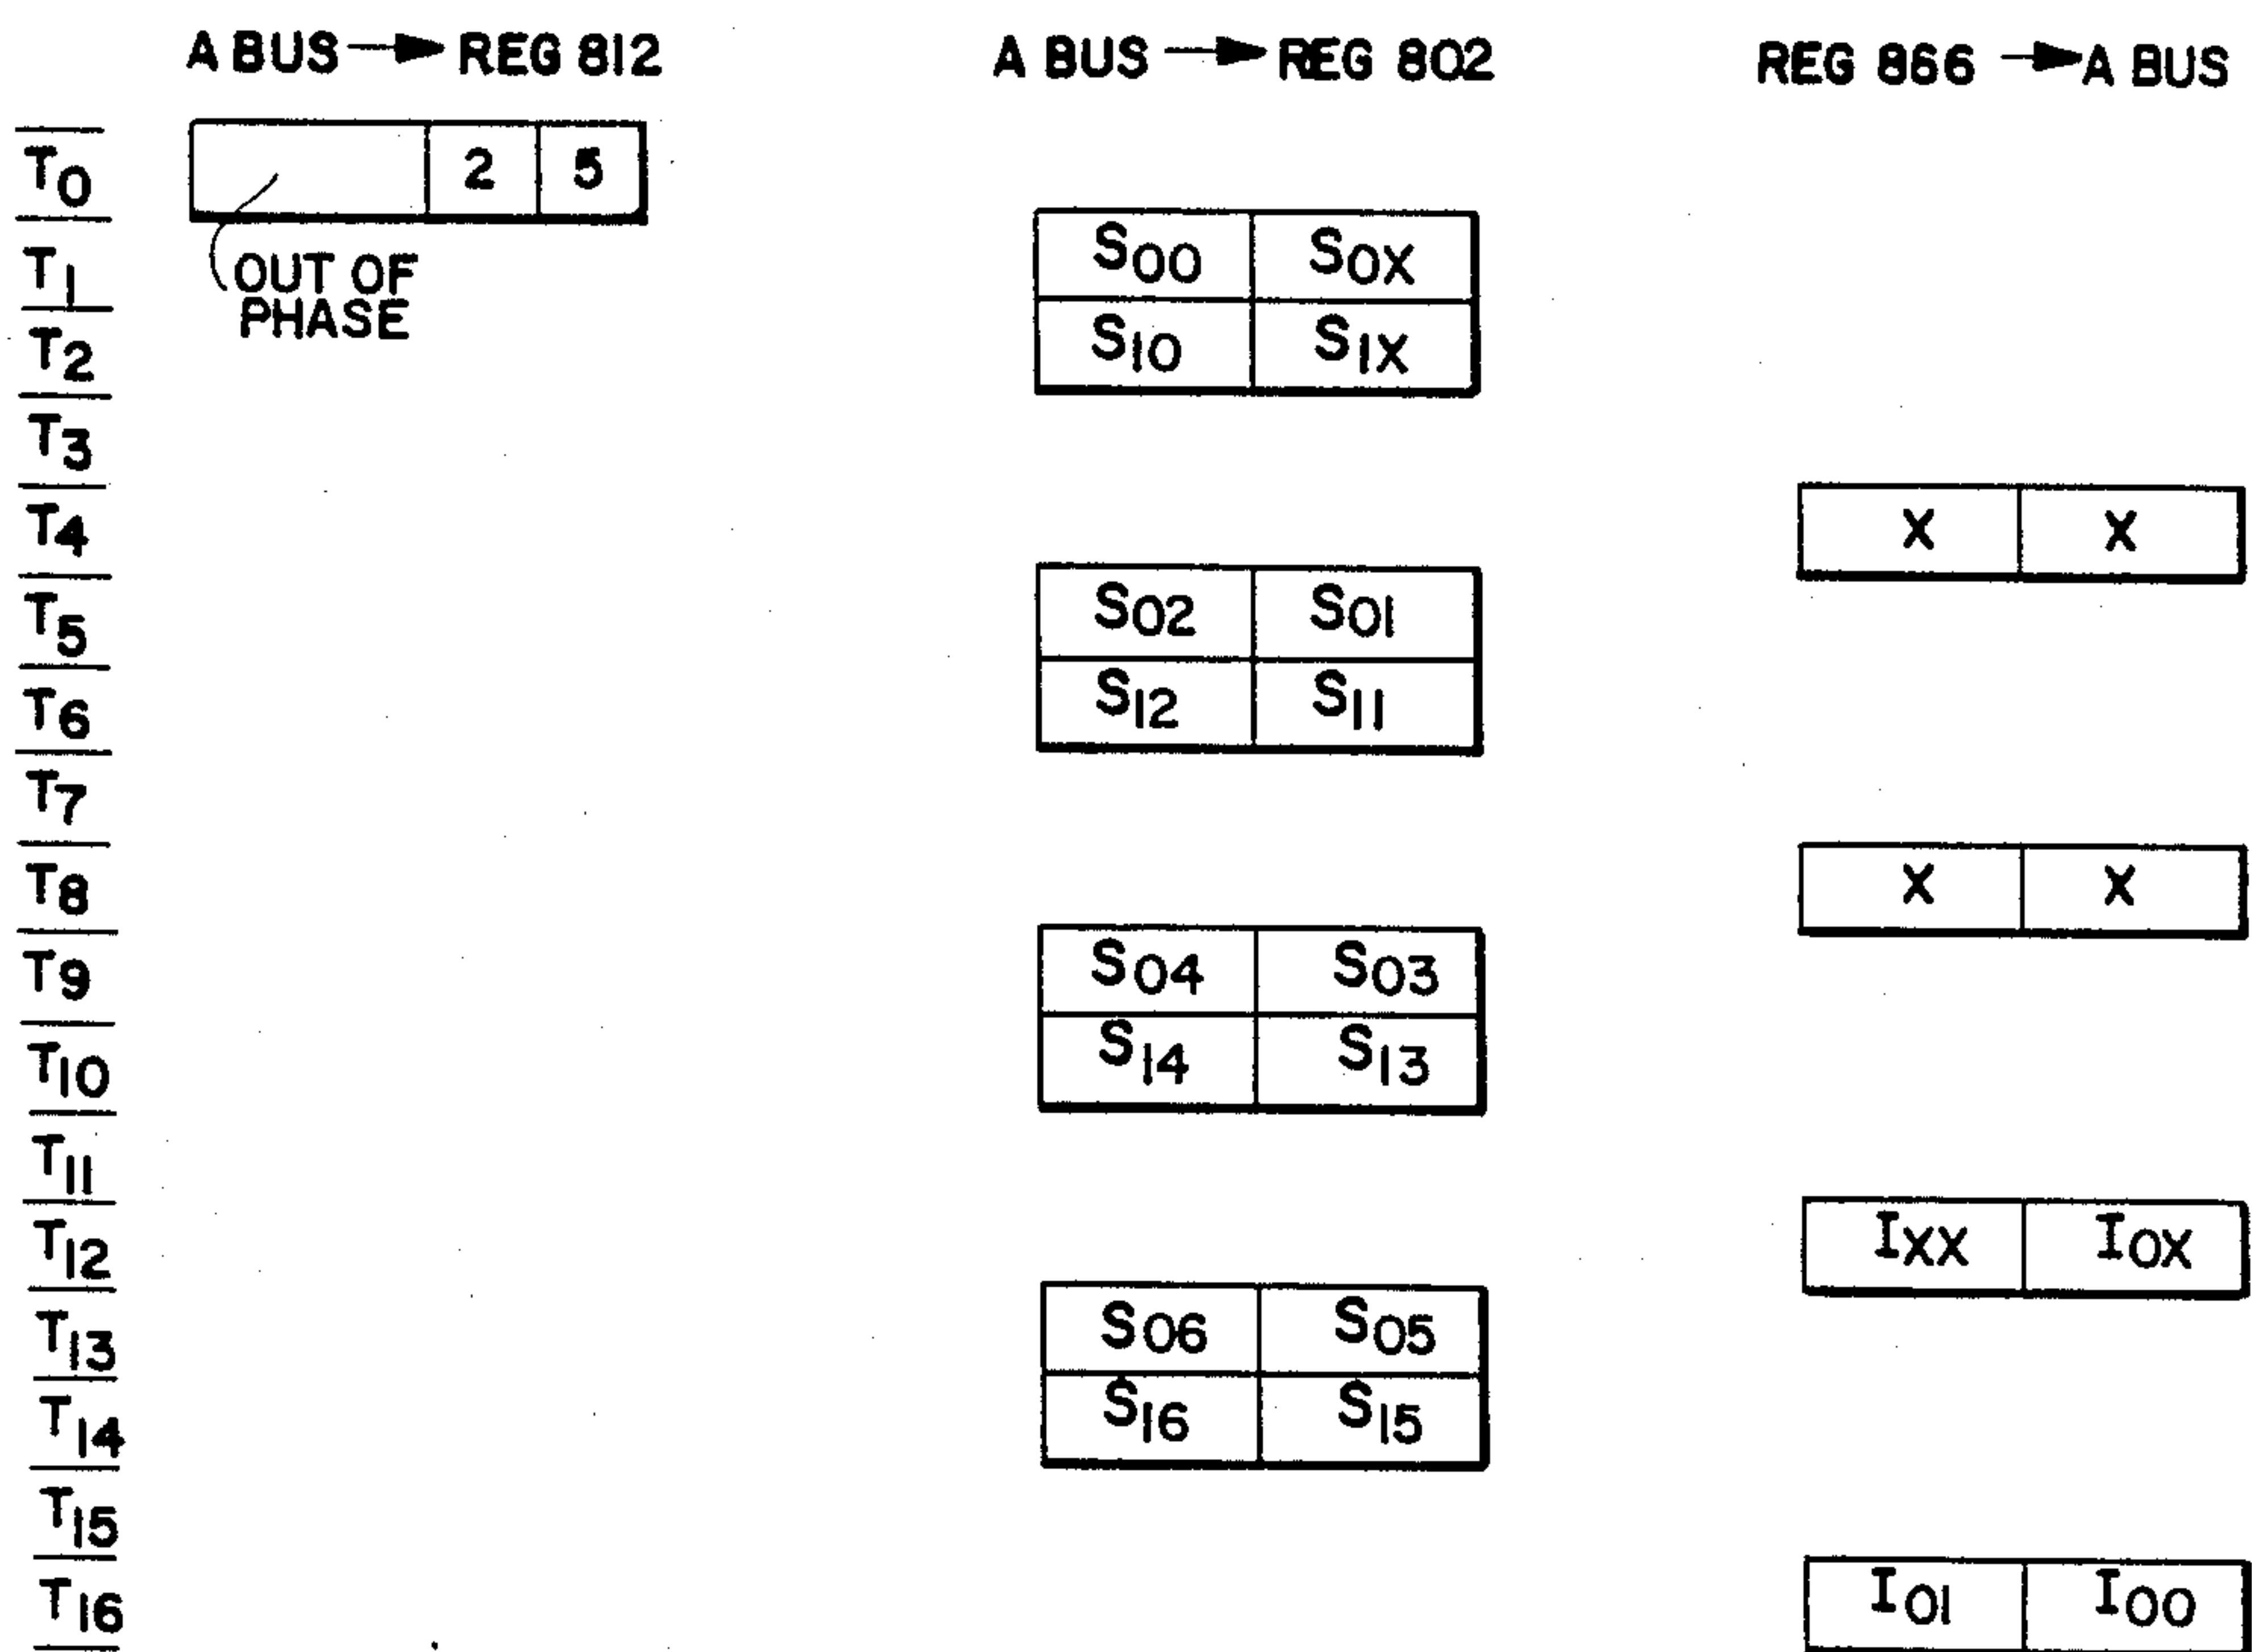 A BUS → REG 812 A BUS → REG 802 REG 866 → A BUS
T0 2 5
OUT OF
PHASE
T1 S00 S0X
T2 S10 S1X
T3
T4 X X
T5 S02 S01
T6 S12 S11
T7
T8 X X
T9 S04 S03
T10 S14 S13
T11
T12 IXX I0X
T13 S06 S05
T14 S16 S15
T15
T16 I01 I00